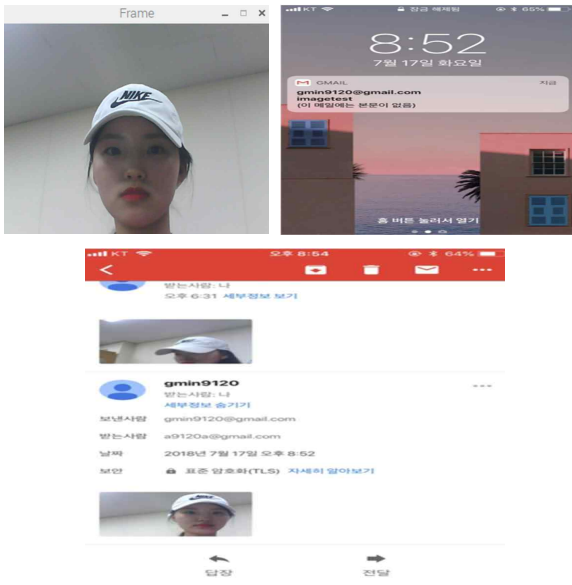 Frame
NIKE
KT
잠금 해제됨
65%
8:52
7월 17일 화요일
GMAIL
지금
gmin9120@gmail.com
imagetest
(이 메일에는 본문이 없음)
홈 버튼 눌러서 열기
KT
오후 8:54
64%
받는사람: 나
오후 6:31 세부정보 보기
gmin9120
받는사람: 나
세부정보 숨기기
보낸사람 gmin9120@gmail.com
받는사람 a9120a@gmail.com
날짜 2018년 7월 17일 오후 8:52
보안 표준 암호화(TLS) 자세히 알아보기
답장
전달